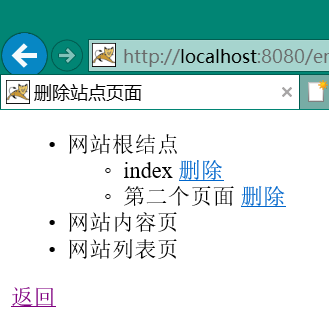 http://localhost:8080/er
删除站点页面
网站根结点
index 删除
第二个页面 删除
网站内容页
网站列表页
返回